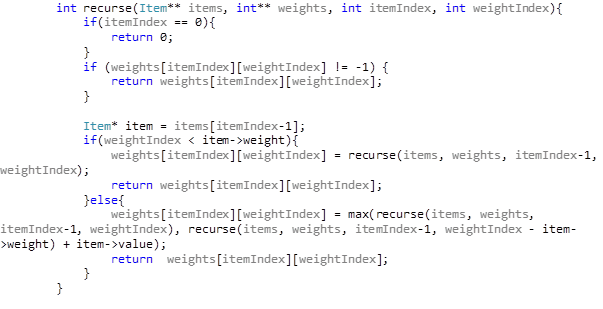 int recurse(Item** items, int** weights, int itemIndex, int weightIndex){
if(itemIndex == 0){
return 0;
}
if (weights[itemIndex][weightIndex] != -1) {
return weights[itemIndex][weightIndex];
}
Item* item = items[itemIndex-1];
if(weightIndex < item->weight){
weights[itemIndex][weightIndex] = recurse(items, weights, itemIndex-1,
weightIndex);
return weights[itemIndex][weightIndex];
}else{
weights[itemIndex][weightIndex] = max(recurse(items, weights,
itemIndex-1, weightIndex), recurse(items, weights, itemIndex-1, weightIndex - item-
>weight) + item->value);
return  weights[itemIndex][weightIndex];
}
}